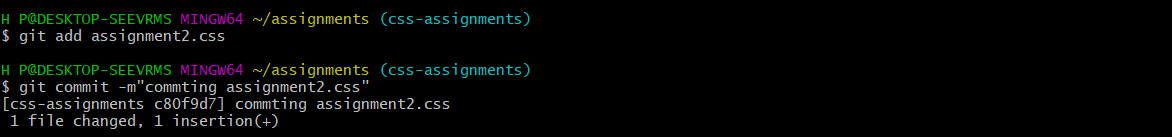 H P@DESKTOP-SEEVRMS MINGW64 ~/assignments (css-assignments)
$ git add assignment2.css
H P@DESKTOP-SEEVRMS MINGW64 ~/assignments (css-assignments)
$ git commit -m"commting assignment2.css"
[css-assignments c80f9d7] commting assignment2.css
1 file changed, 1 insertion(+)